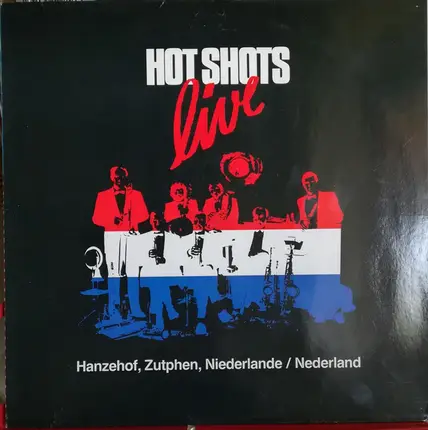 HOT SHOTS
live
Hanzehof, Zutphen, Niederlande / Nederland